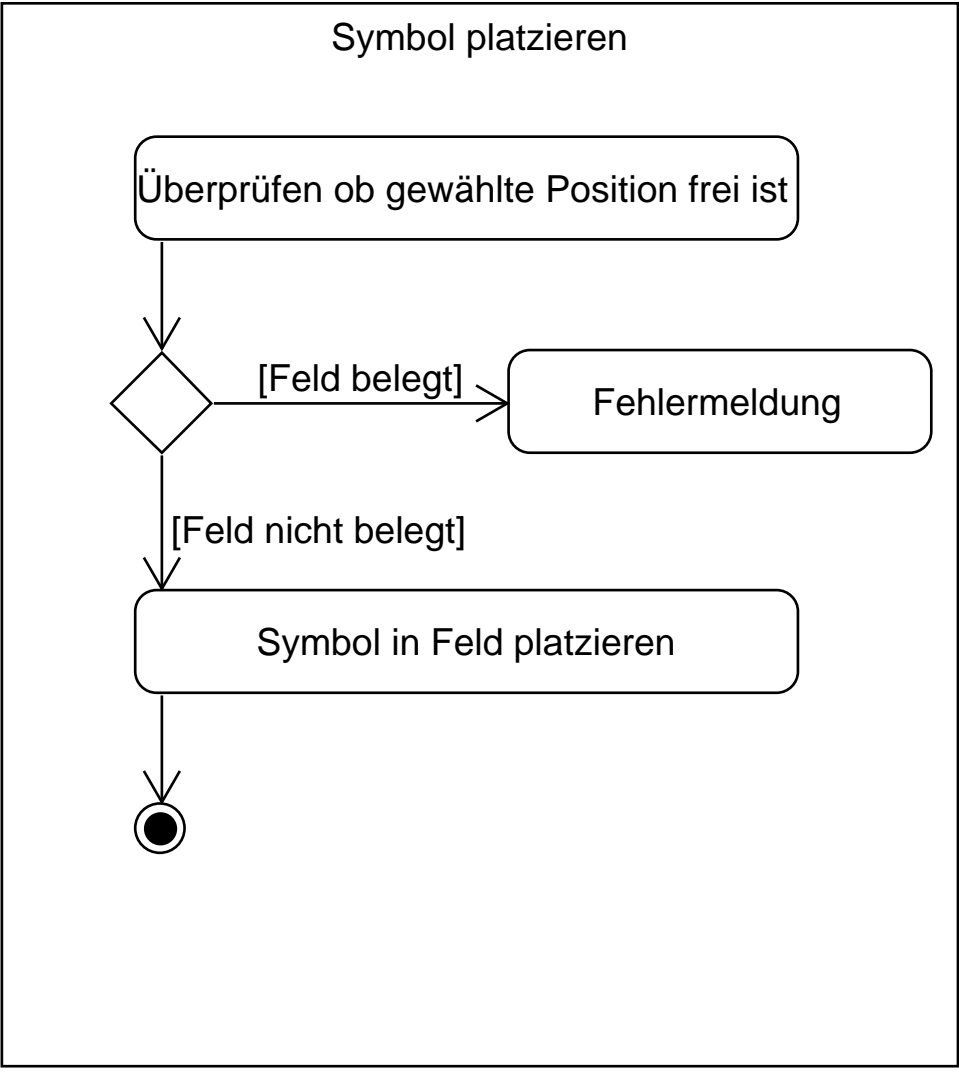 Symbol platzieren
Überprüfen ob gewählte Position frei ist
[Feld belegt]
Fehlermeldung
[Feld nicht belegt]
Symbol in Feld platzieren